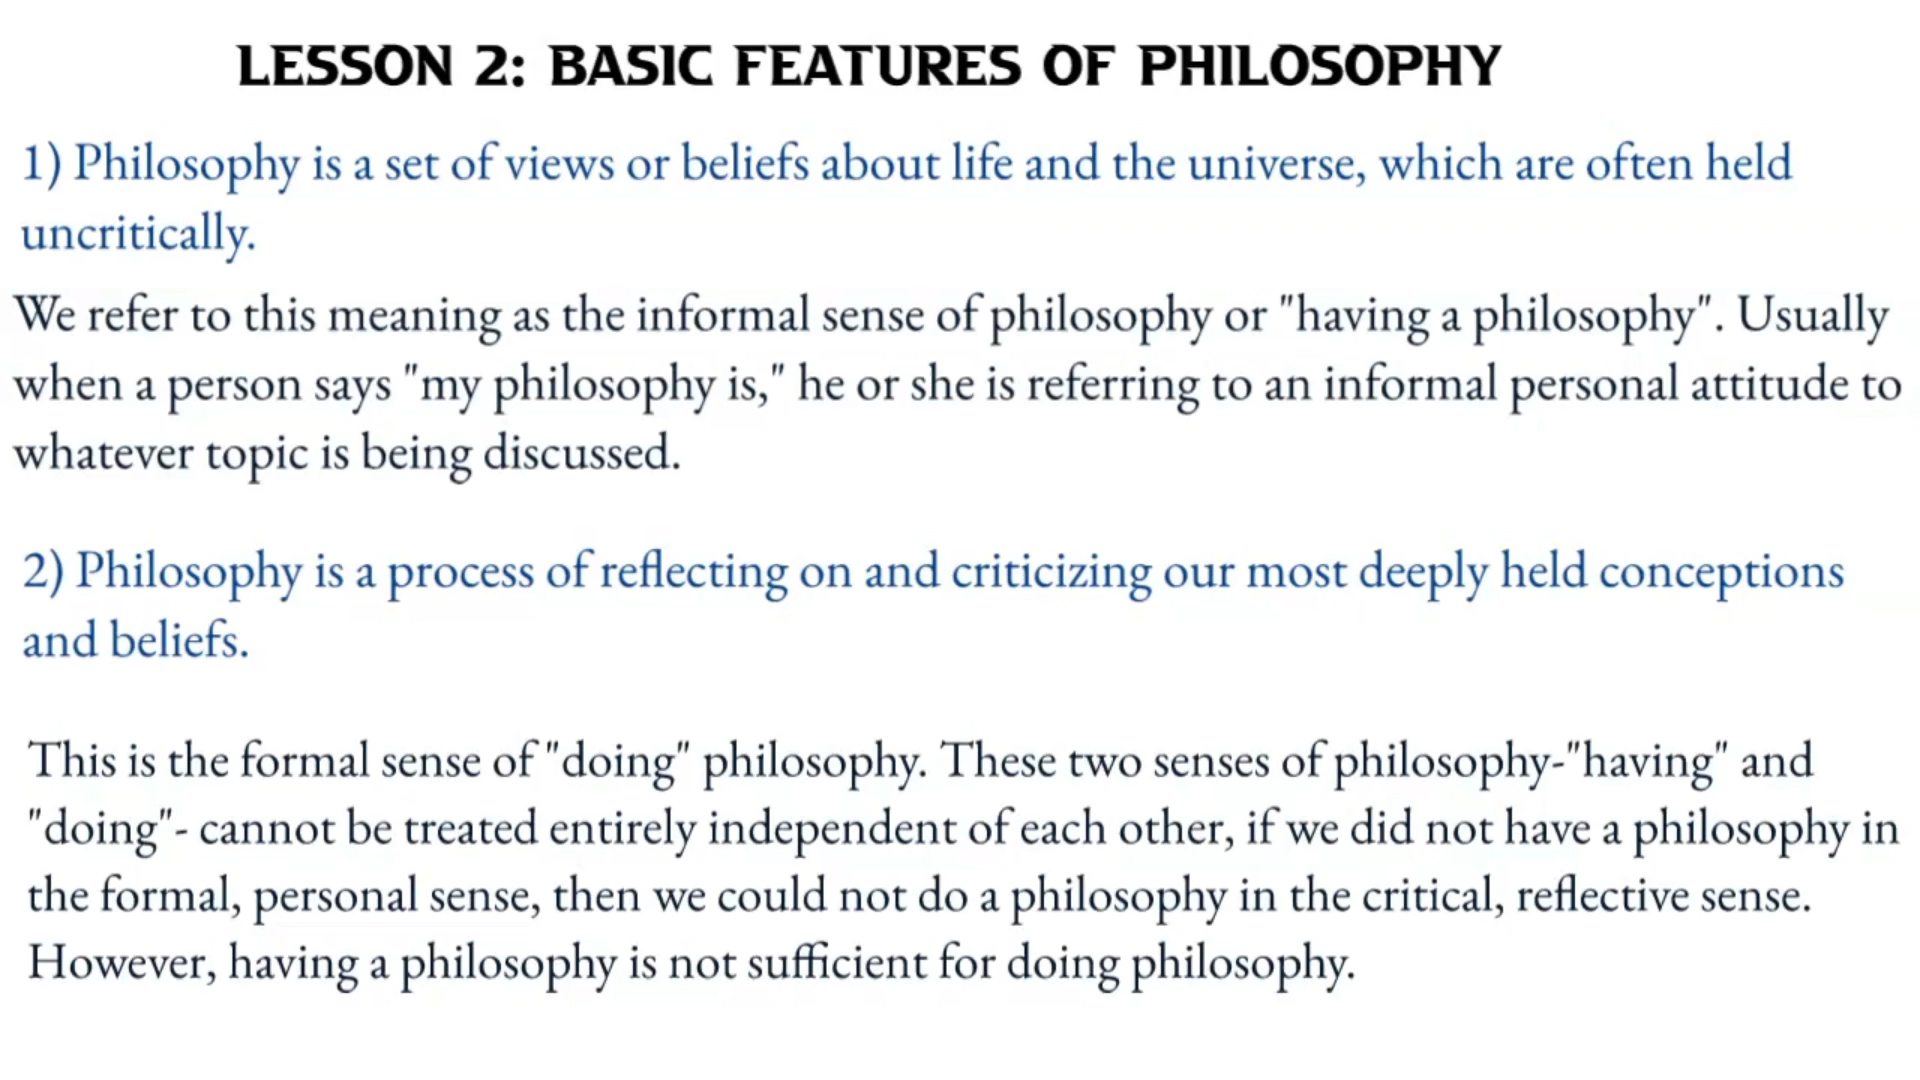 LESSON 2: BASIC FEATURES OF PHILOSOPHY
1) Philosophy is a set of views or beliefs about life and the universe, which are often held
uncritically.
We refer to this meaning as the informal sense of philosophy or "having a philosophy". Usually
when a person says "my philosophy is," he or she is referring to an informal personal attitude to
whatever topic is being discussed.
2) Philosophy is a process of reflecting on and criticizing our most deeply held conceptions
and beliefs.
This is the formal sense of "doing" philosophy. These two senses of philosophy-"having" and
"doing"- cannot be treated entirely independent of each other, if we did not have a philosophy in
the formal, personal sense, then we could not do a philosophy in the critical, reflective sense.
However, having a philosophy is not sufficient for doing philosophy.